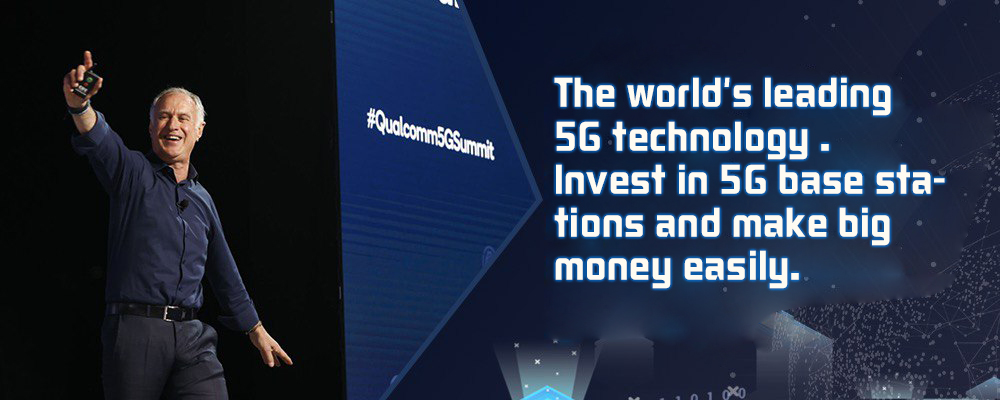 #Qualcomm5GSummit
The world's leading
5G technology .
Invest in 5G base sta-
tions and make big
money easily.